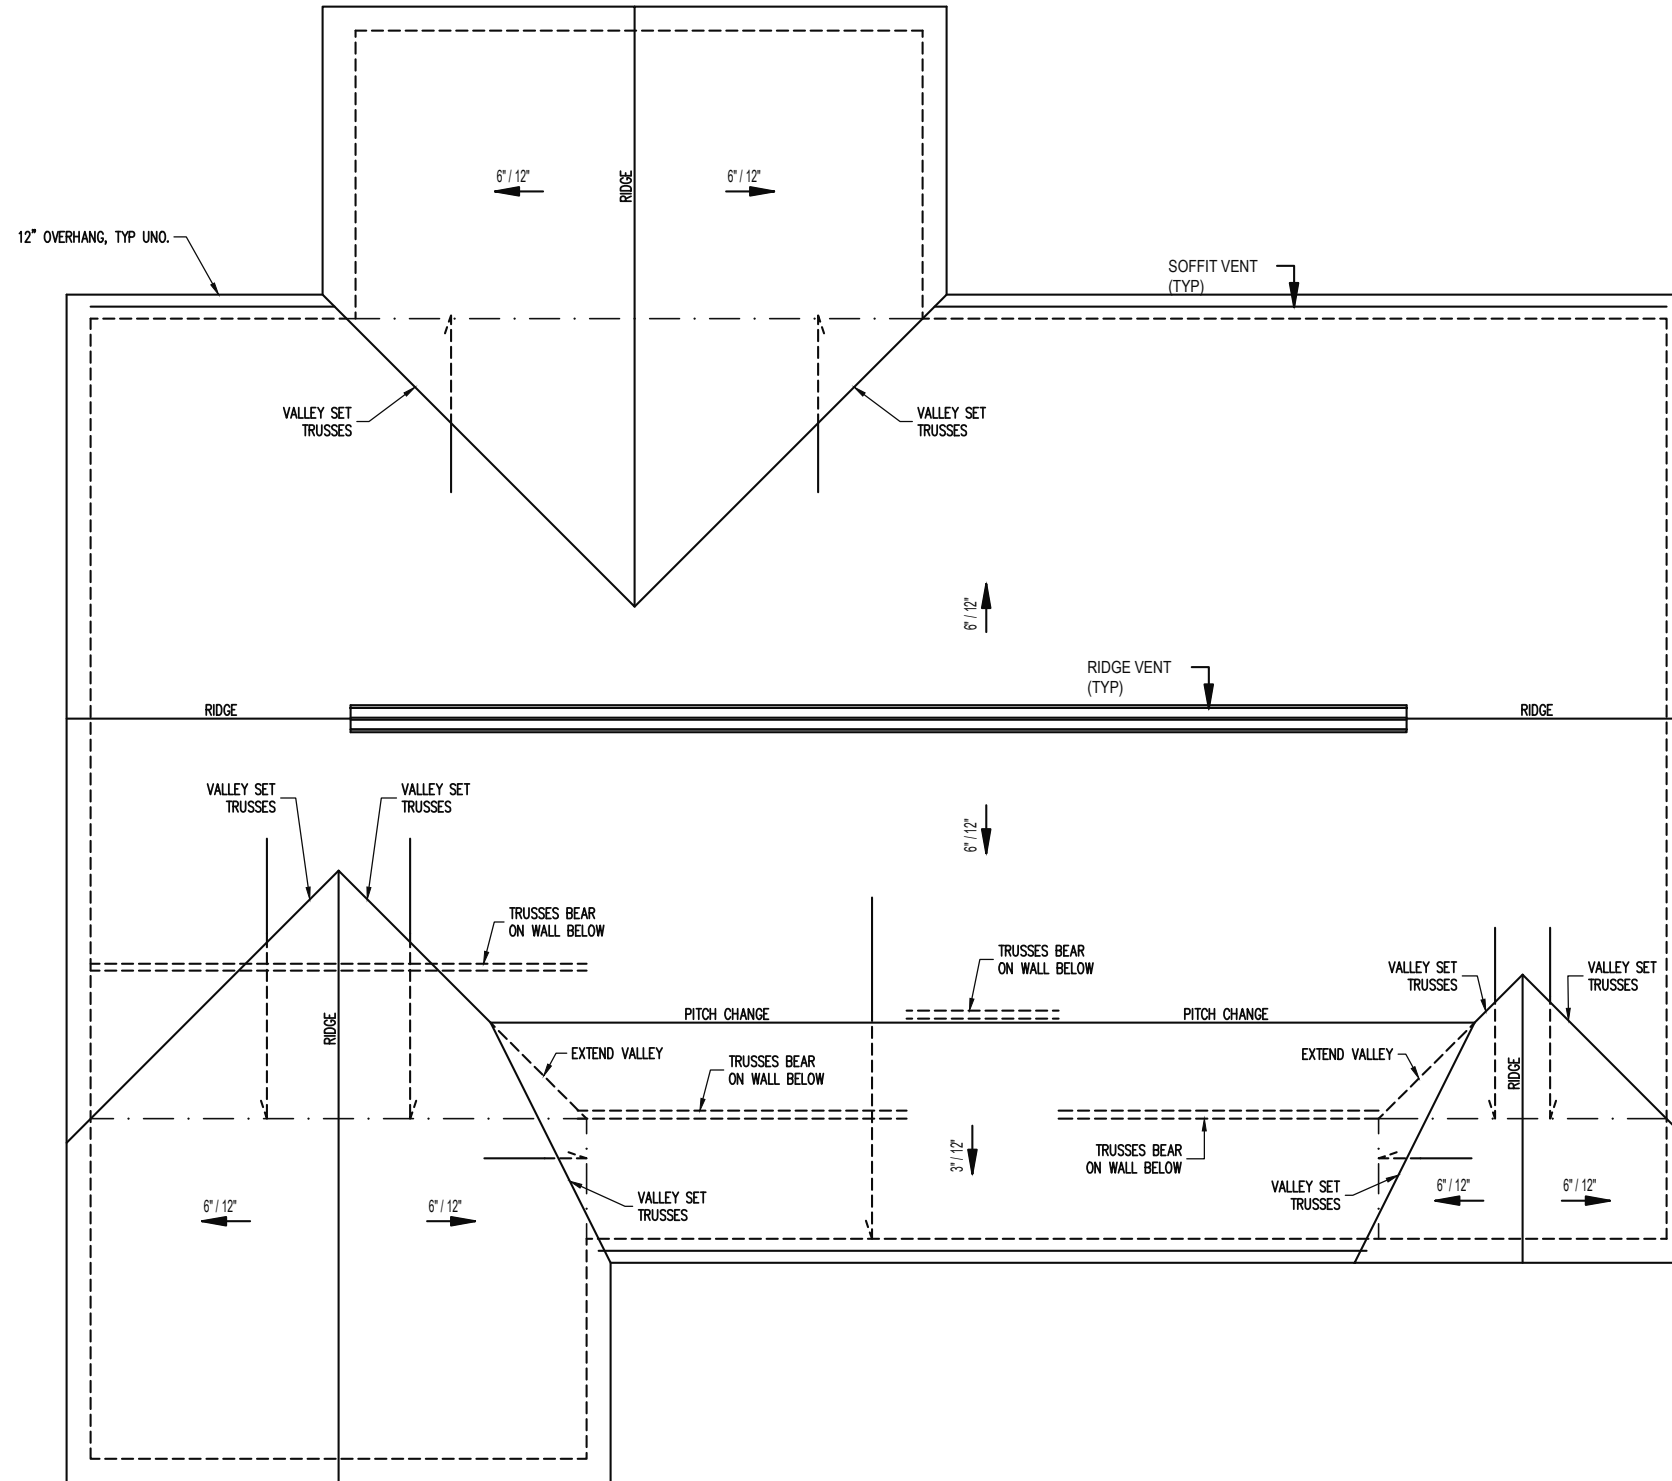 6" / 12"
6" / 12"
RIDGE
12" OVERHANG, TYP UNO.
SOFFIT VENT
(TYP)
VALLEY SET
TRUSSES
VALLEY SET
TRUSSES
6" / 12"
RIDGE VENT
(TYP)
RIDGE
RIDGE
VALLEY SET
TRUSSES
VALLEY SET
TRUSSES
6" / 12"
TRUSSES BEAR
ON WALL BELOW
TRUSSES BEAR
ON WALL BELOW
VALLEY SET
TRUSSES
VALLEY SET
TRUSSES
RIDGE
PITCH CHANGE
PITCH CHANGE
EXTEND VALLEY
EXTEND VALLEY
TRUSSES BEAR
ON WALL BELOW
RIDGE
3" / 12"
TRUSSES BEAR
ON WALL BELOW
VALLEY SET
TRUSSES
VALLEY SET
TRUSSES
6" / 12"
6" / 12"
6" / 12"
6" / 12"